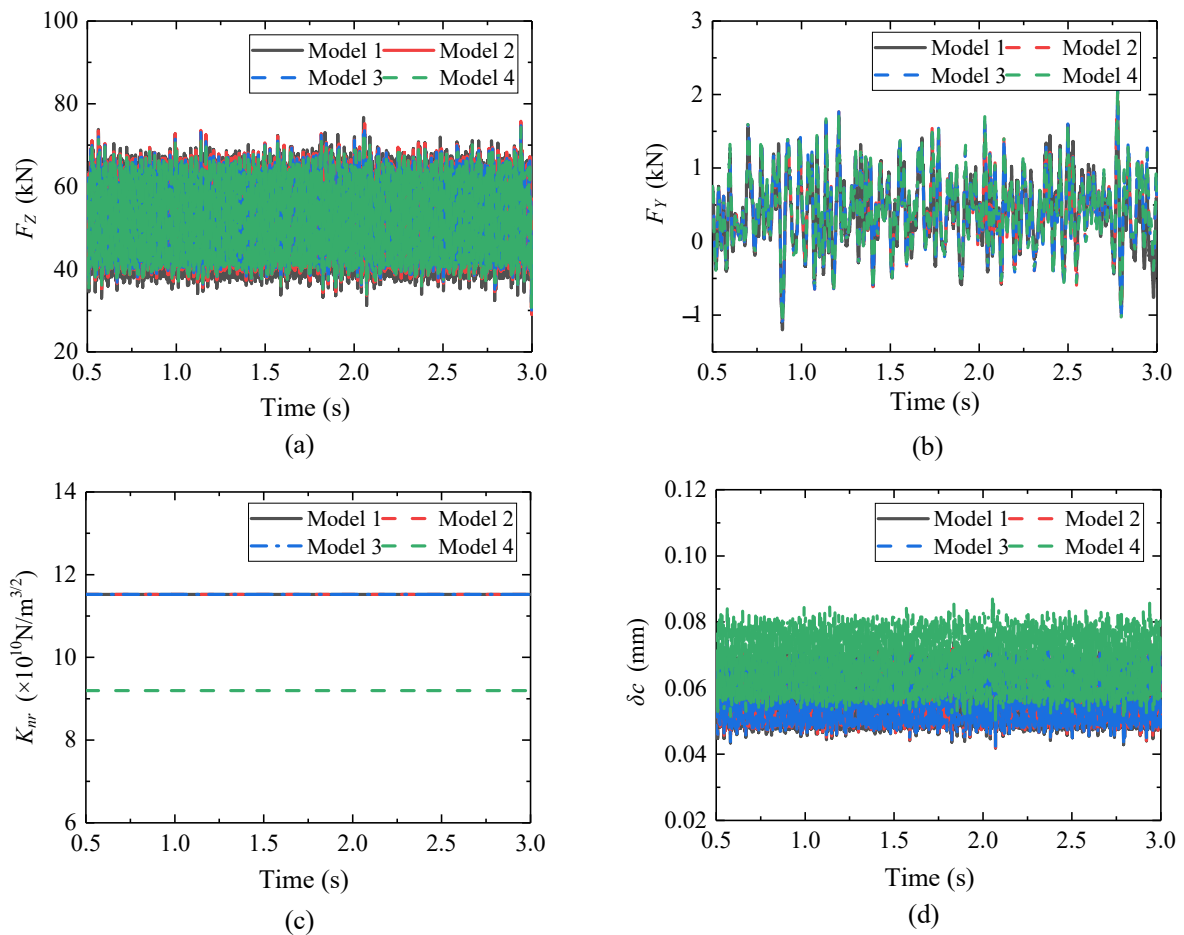 100
80
60
40
20
F_Z (kN)
Model 1 Model 2
Model 3 Model 4
0.5 1.0 1.5 2.0 2.5 3.0
Time (s)
(a)
3
2
1
0
−1
F_Y (kN)
Model 1 Model 2
Model 3 Model 4
0.5 1.0 1.5 2.0 2.5 3.0
Time (s)
(b)
14
12
10
8
6
K_nr (×10^10 N/m^3/2)
Model 1 Model 2
Model 3 Model 4
0.5 1.0 1.5 2.0 2.5 3.0
Time (s)
(c)
0.12
0.10
0.08
0.06
0.04
0.02
δc (mm)
Model 1 Model 2
Model 3 Model 4
0.5 1.0 1.5 2.0 2.5 3.0
Time (s)
(d)